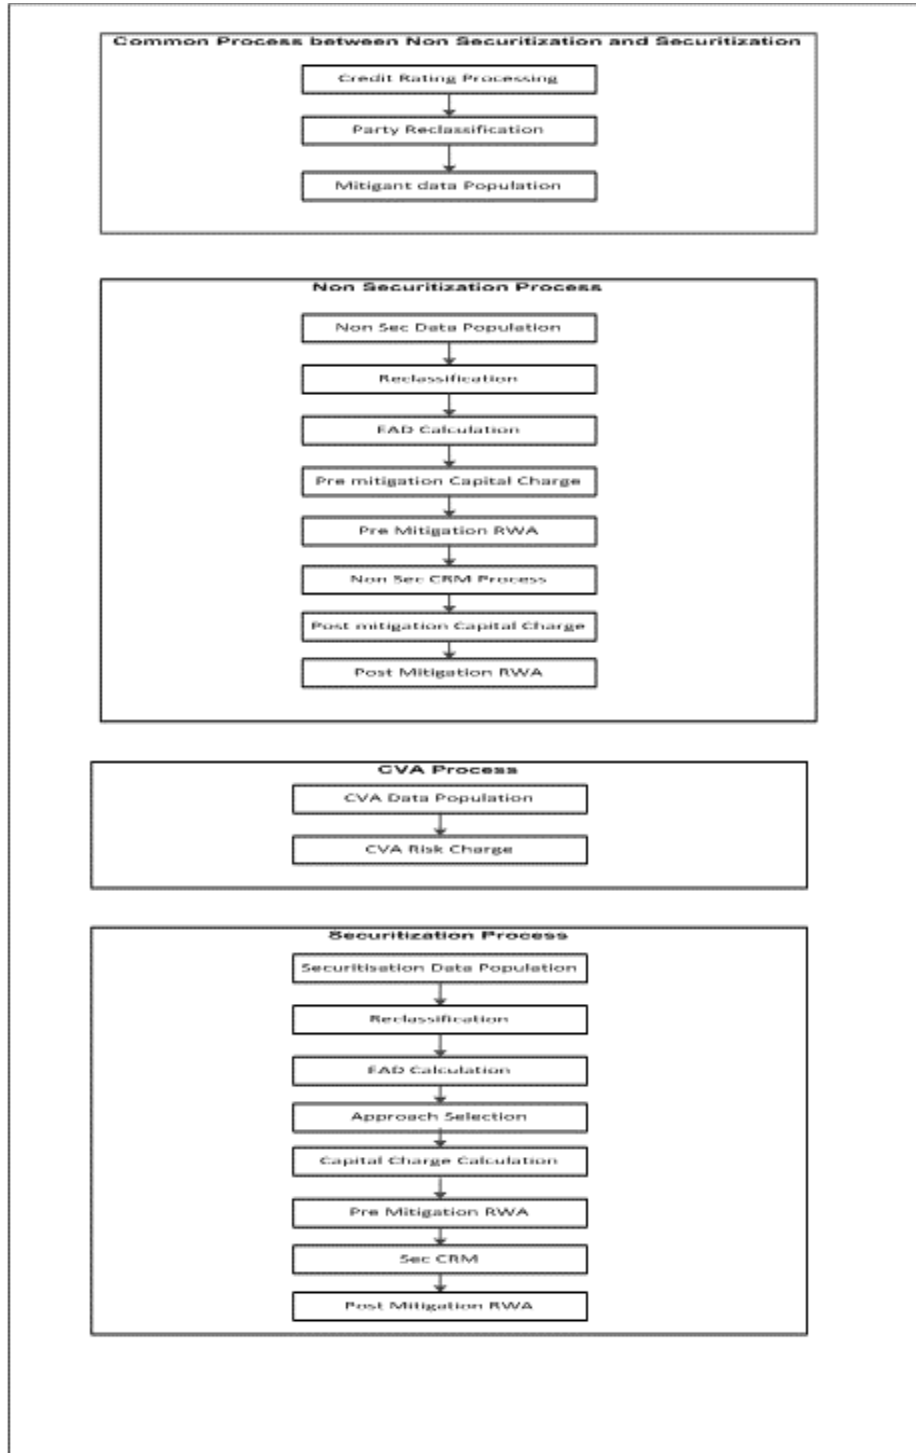 Common Process between Non Securitization and Securitization
Credit Rating Processing
Party Reclassification
Mitigant data Population
Non Securitization Process
Non Sec Data Population
Reclassification
EAD Calculation
Pre mitigation Capital Charge
Pre Mitigation RWA
Non Sec CRM Process
Post mitigation Capital Charge
Post Mitigation RWA
CVA Process
CVA Data Population
CVA Risk Charge
Securitization Process
Securitisation Data Population
Reclassification
EAD Calculation
Approach Selection
Capital Charge Calculation
Pre Mitigation RWA
Sec CRM
Post Mitigation RWA